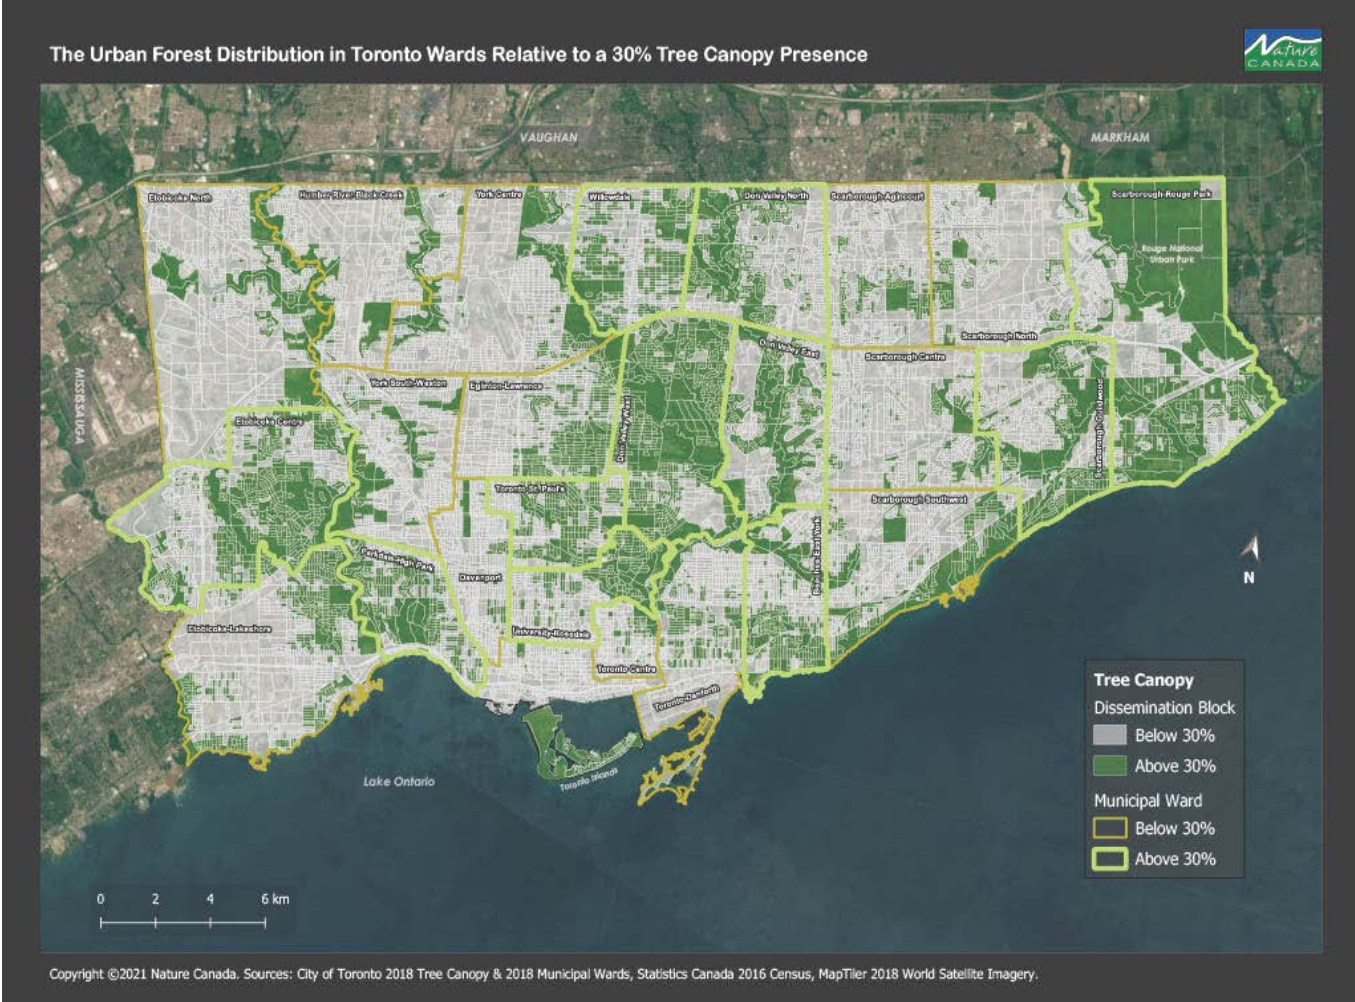 The Urban Forest Distribution in Toronto Wards Relative to a 30% Tree Canopy Presence
Nature
CANADA
VAUGHAN
MARKHAM
MISSISSAUGA
Etobicoke North
Humber River-Black Creek
York Centre
Willowdale
Don Valley North
Scarborough-Agincourt
Scarborough-Rouge Park
Rouge National
Urban Park
Scarborough North
Don Valley East
Scarborough Centre
York South-Weston
Eglinton-Lawrence
Don Valley West
Scarborough-Guildwood
Etobicoke Centre
Toronto-St. Paul's
Scarborough Southwest
Parkdale-High Park
Davenport
Beaches-East York
Etobicoke-Lakeshore
University-Rosedale
Toronto Centre
Toronto-Danforth
Toronto Islands
Lake Ontario
N
Tree Canopy
Dissemination Block
Below 30%
Above 30%
Municipal Ward
Below 30%
Above 30%
0 2 4 6 km
Copyright ©2021 Nature Canada. Sources: City of Toronto 2018 Tree Canopy & 2018 Municipal Wards, Statistics Canada 2016 Census, MapTiler 2018 World Satellite Imagery.